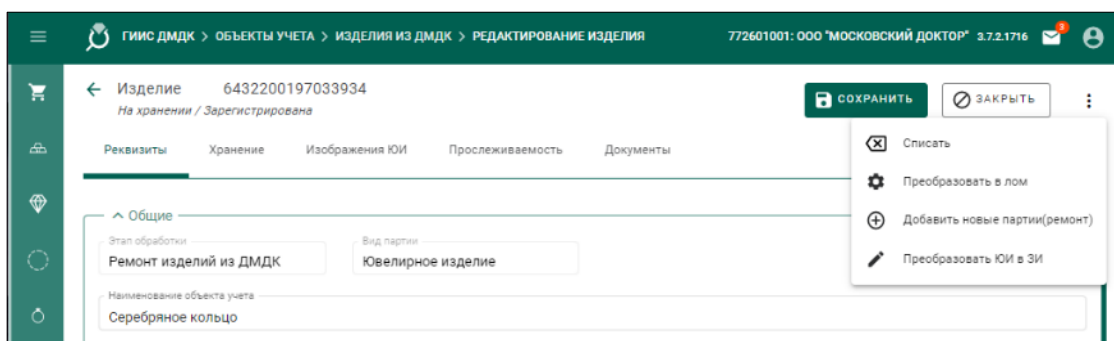 ГИИС ДМДК > ОБЪЕКТЫ УЧЕТА > ИЗДЕЛИЯ ИЗ ДМДК > РЕДАКТИРОВАНИЕ ИЗДЕЛИЯ 772601001: ООО "МОСКОВСКИЙ ДОКТОР" 3.7.2.1716 3
Изделие 6432200197033934 СОХРАНИТЬ ЗАКРЫТЬ
На хранении / Зарегистрирована
Реквизиты Хранение Изображения ЮИ Прослеживаемость Документы
Списать
Преобразовать в лом
Добавить новые партии(ремонт)
Преобразовать ЮИ в ЗИ
Общие
Этап обработки Вид партии
Ремонт изделий из ДМДК Ювелирное изделие
Наименование объекта учета
Серебряное кольцо